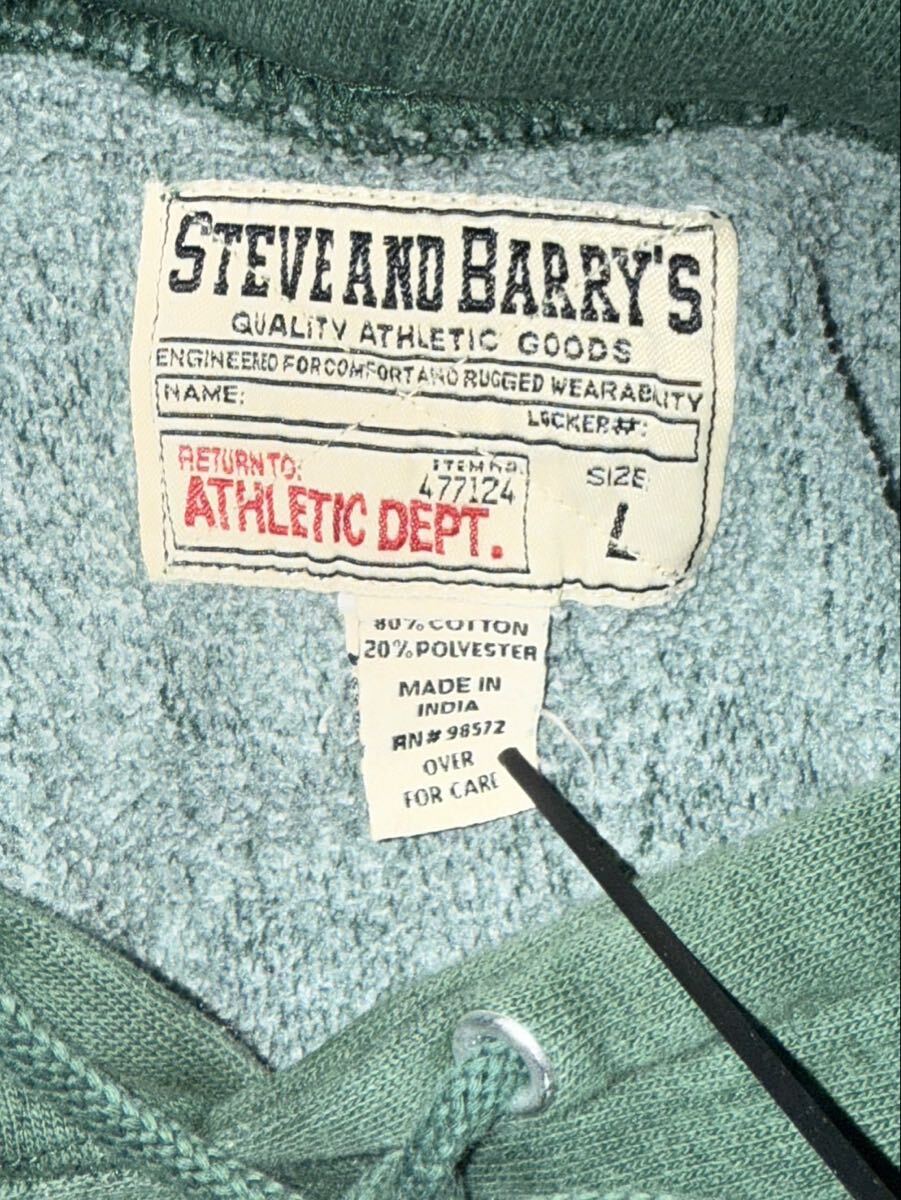 STEVE AND BARRY'S
QUALITY ATHLETIC GOODS
ENGINEERED FOR COMFORT AND RUGGED WEARABILITY
NAME:
LOCKER#:
RETURN TO:
ATHLETIC DEPT.
ITEM NO.
477124
SIZE
L
80% COTTON
20% POLYESTER
MADE IN
INDIA
RN# 98572
OVER
FOR CARE